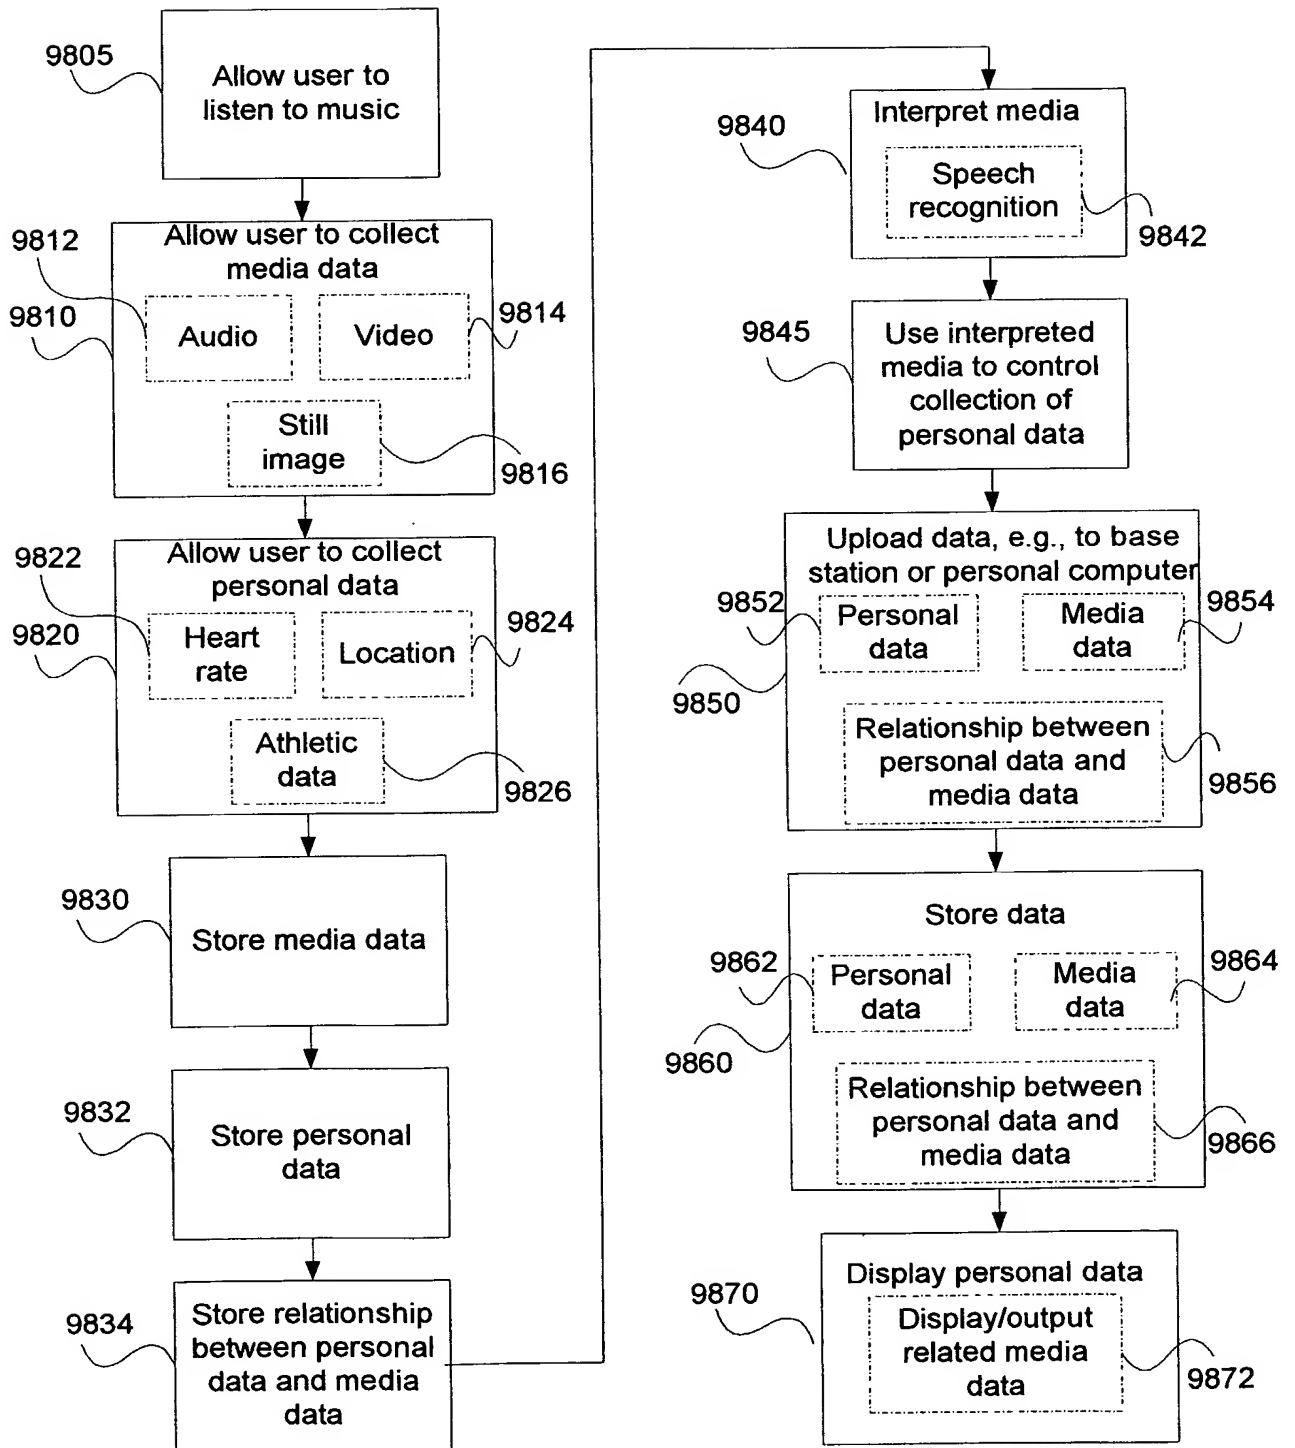 9805
Allow user to
listen to music
Allow user to collect
media data
9812
9810
Audio
Video
9814
Still
image
9816
Allow user to collect
personal data
9822
9820
Heart
rate
Location
9824
Athletic
data
9826
9830
Store media data
9832
Store personal
data
9834
Store relationship
between personal
data and media
data
9840
Interpret media
Speech
recognition
9842
9845
Use interpreted
media to control
collection of
personal data
Upload data, e.g., to base
station or personal computer
9852
Personal
data
Media
data
9854
9850
Relationship between
personal data and
media data
9856
Store data
9862
Personal
data
Media
data
9864
9860
Relationship between
personal data and
media data
9866
9870
Display personal data
Display/output
related media
data
9872